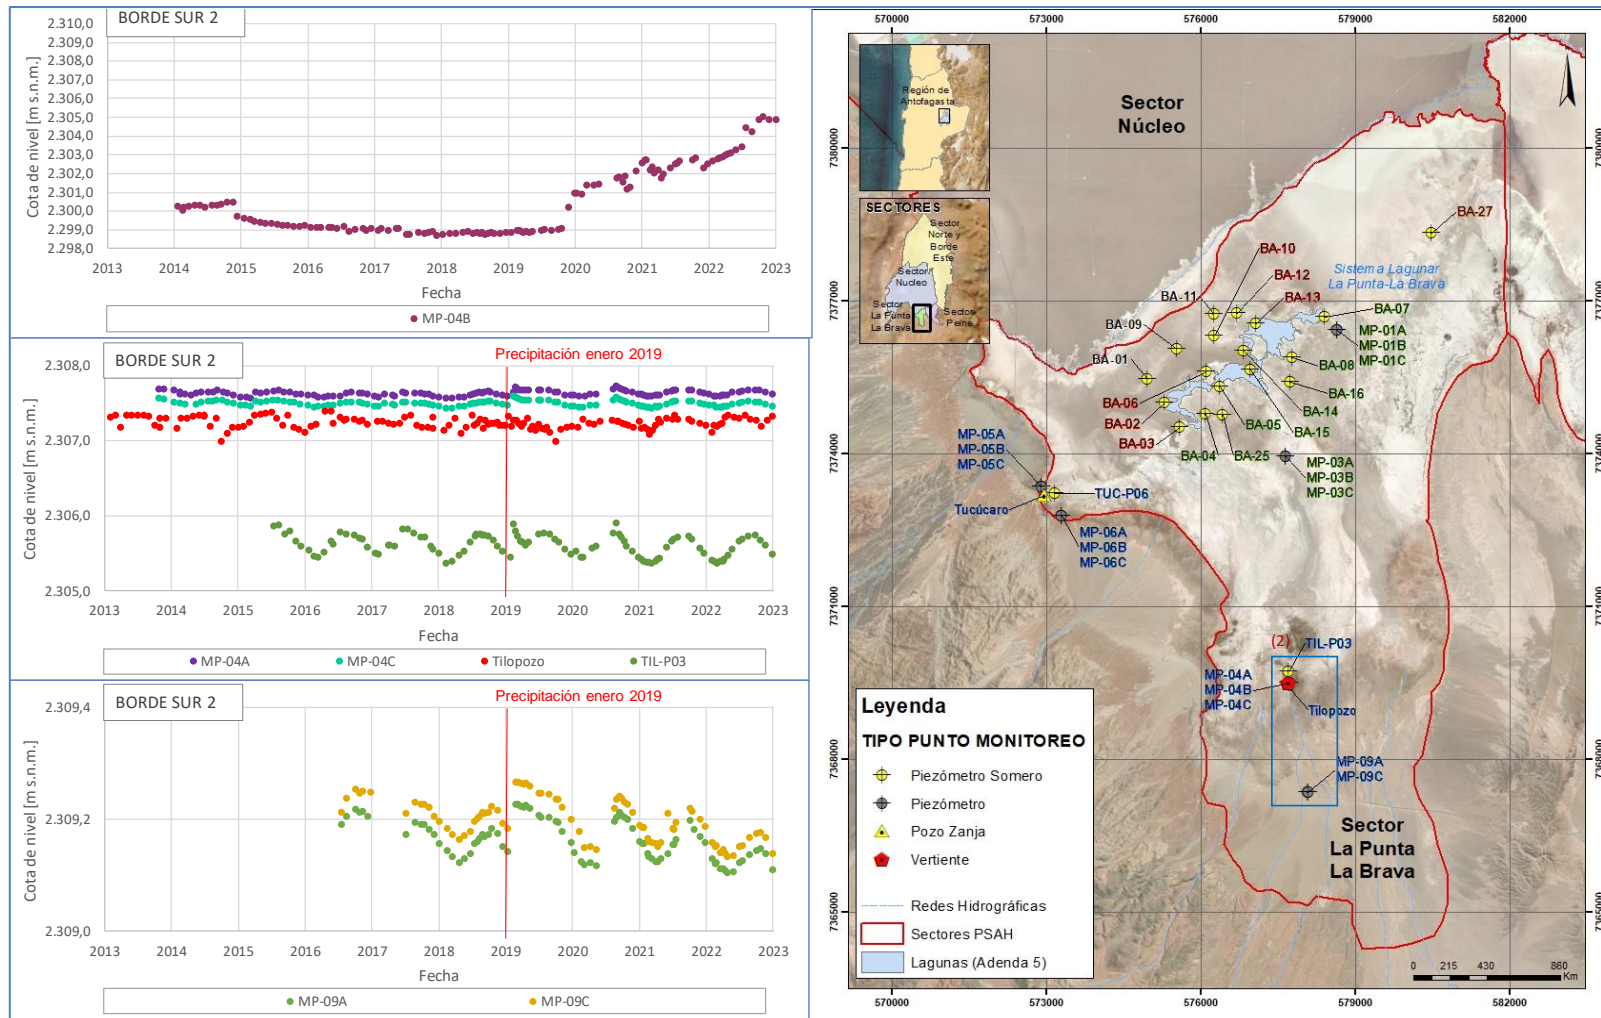 BORDE SUR 2
Cota de nivel [m s.n.m.]
2.310,0
2.309,0
2.308,0
2.307,0
2.306,0
2.305,0
2.304,0
2.303,0
2.302,0
2.301,0
2.300,0
2.299,0
2.298,0
2013 2014 2015 2016 2017 2018 2019 2020 2021 2022 2023
Fecha
MP-04B
BORDE SUR 2
Precipitación enero 2019
Cota de nivel [m s.n.m.]
2.308,0
2.307,0
2.306,0
2.305,0
2013 2014 2015 2016 2017 2018 2019 2020 2021 2022 2023
Fecha
MP-04A MP-04C Tilopozo TIL-P03
BORDE SUR 2
Precipitación enero 2019
Cota de nivel [m s.n.m.]
2.309,4
2.309,2
2.309,0
2013 2014 2015 2016 2017 2018 2019 2020 2021 2022 2023
Fecha
MP-09A MP-09C
570000 573000 576000 579000 582000
7380000
7377000
7374000
7371000
7368000
7365000
Región de
Antofagasta
SECTORES
Sector
Norte y
Borde
Este
Sector
Nucleo
Sector
La Punta
La Brava
Sector
Peine
Sector
Núcleo
BA-27
BA-10
BA-12
Sistema Lagunar
La Punta-La Brava
BA-11
BA-13
BA-07
BA-09
MP-01A
MP-01B
MP-01C
BA-01
BA-08
BA-16
BA-06
BA-14
BA-02
BA-05
BA-15
BA-03
BA-04
BA-25
MP-05A
MP-05B
MP-05C
MP-03A
MP-03B
MP-03C
TUC-P06
Tucúcaro
MP-06A
MP-06B
MP-06C
(2)
TIL-P03
MP-04A
MP-04B
MP-04C
Tilopozo
MP-09A
MP-09C
Sector
La Punta
La Brava
Leyenda
TIPO PUNTO MONITOREO
Piezómetro Somero
Piezómetro
Pozo Zanja
Vertiente
Redes Hidrográficas
Sectores PSAH
Lagunas (Adenda 5)
0 215 430 860
Km
7380000
7377000
7374000
7371000
7368000
7365000
570000 573000 576000 579000 582000